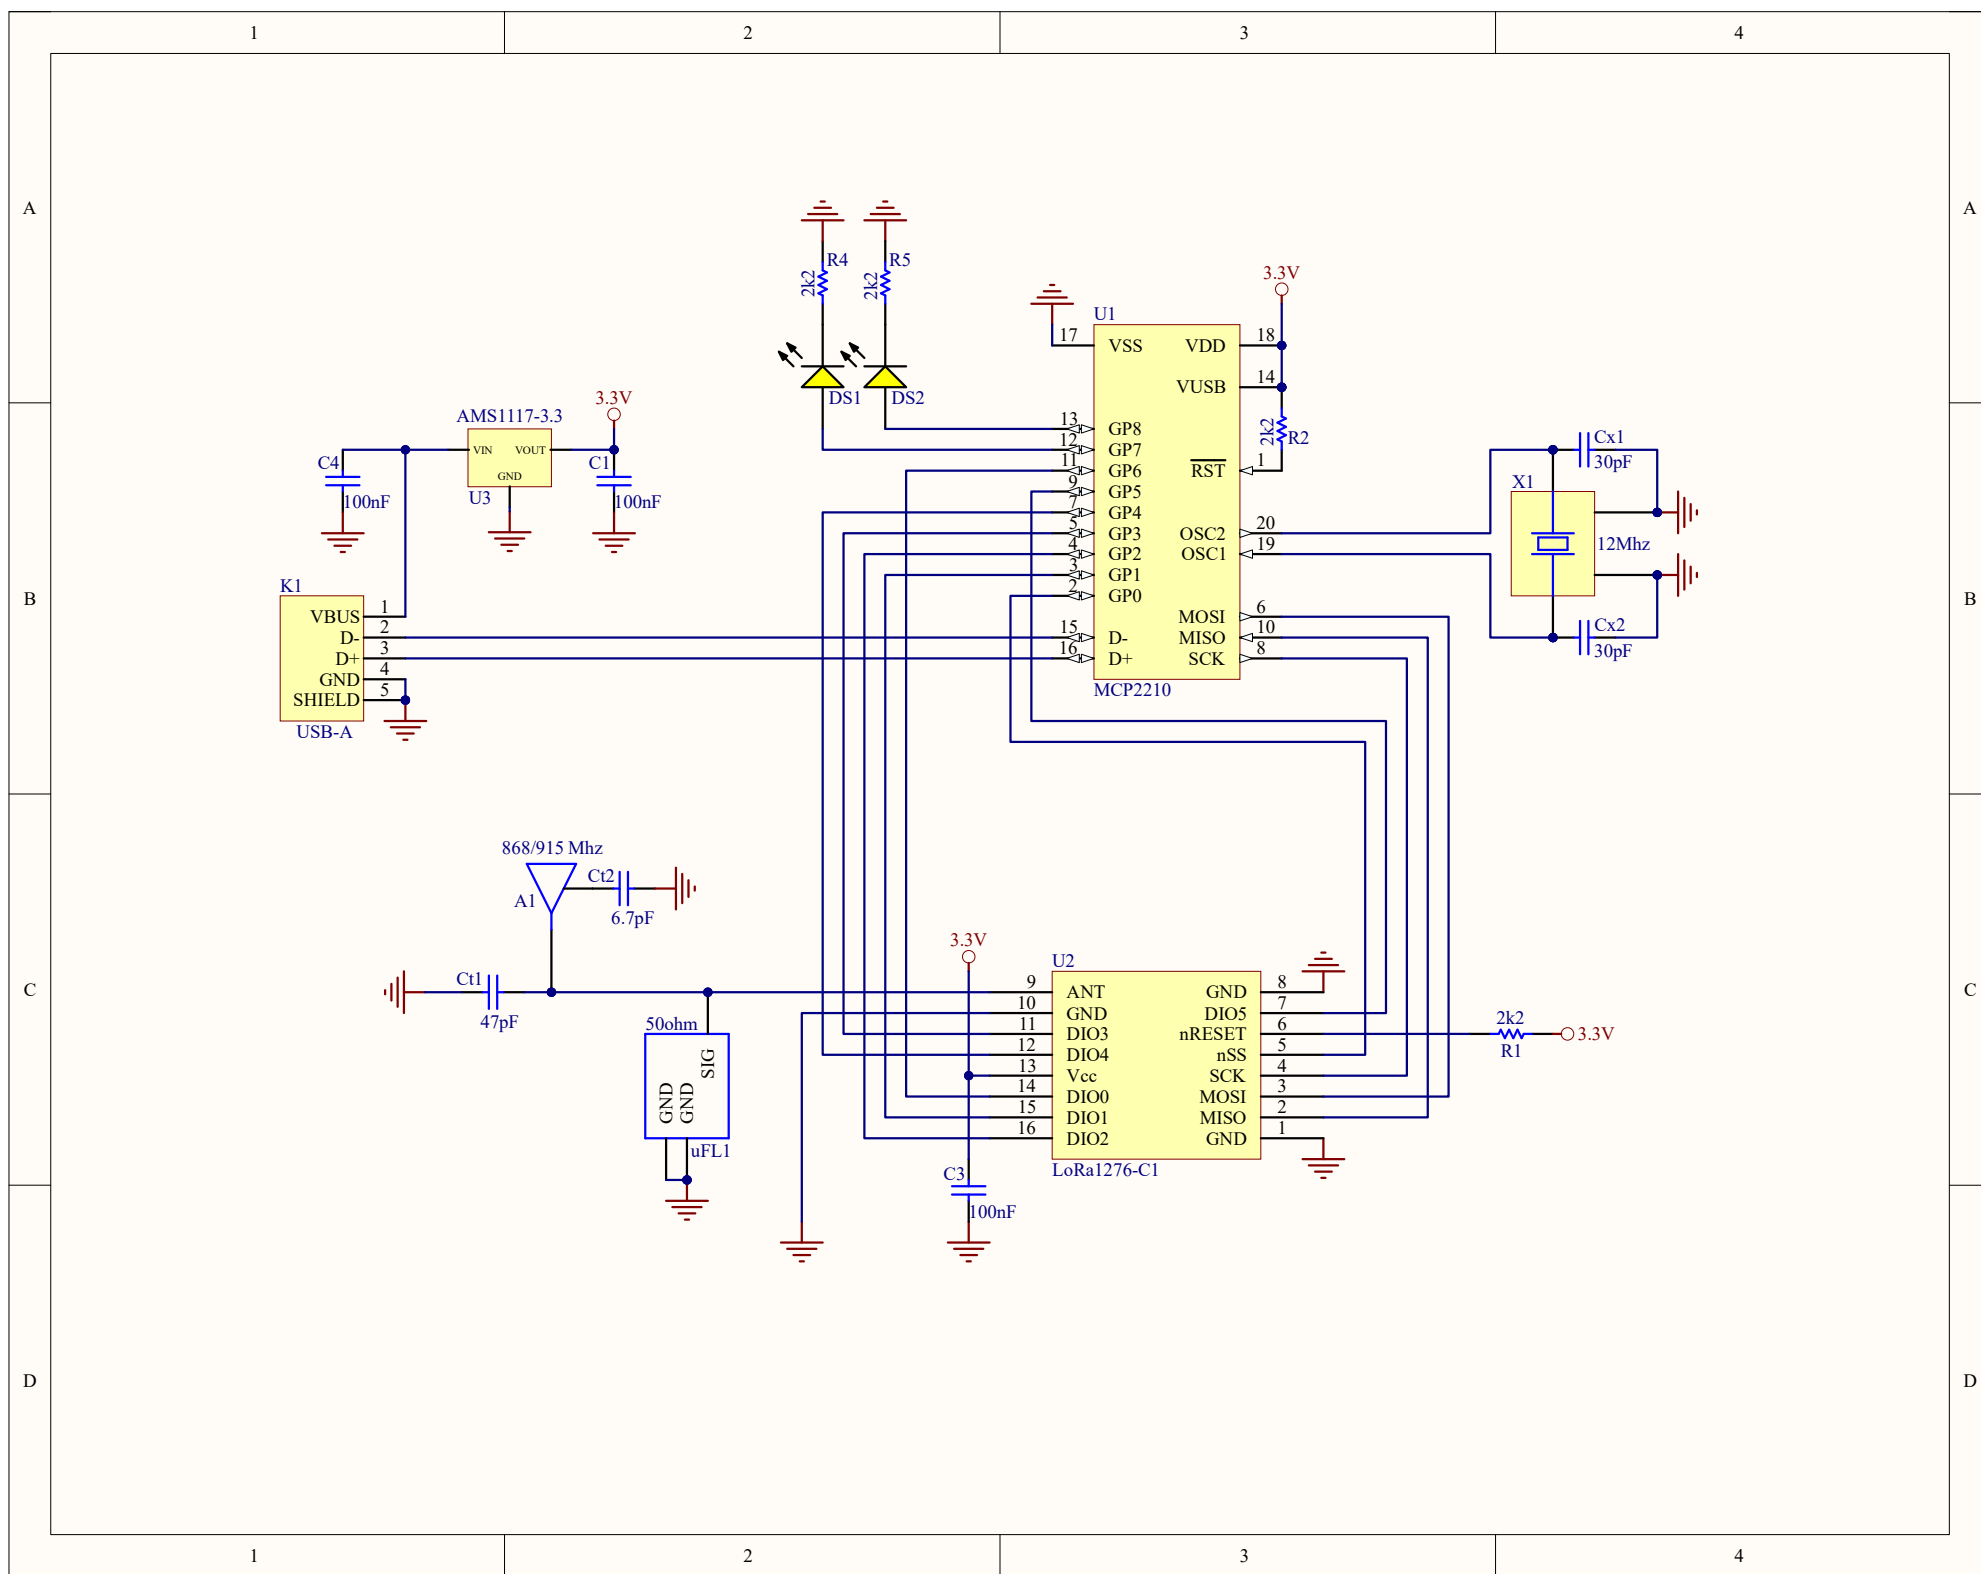 1 2 3 4
A A
R4 R5
2k2 2k2
3.3V
U1
17 VSS VDD 18
VUSB 14
DS1 DS2
3.3V
AMS1117-3.3
VIN VOUT
GND
U3
C4
100nF
C1
100nF
2k2 R2
13 GP8
12 GP7
11 GP6 RST 1
9 GP5
7 GP4
5 GP3 OSC2 20
4 GP2 OSC1 19
3 GP1
2 GP0
MOSI 6
15 D- MISO 10
16 D+ SCK 8
MCP2210
Cx1
30pF
X1
12Mhz
Cx2
30pF
B B
K1
VBUS 1
D- 2
D+ 3
GND 4
SHIELD 5
USB-A
868/915 Mhz
A1
Ct2
6.7pF
Ct1
47pF
C C
50ohm
SIG
GND
GND
uFL1
3.3V
U2
9 ANT GND 8
10 GND DIO5 7
11 DIO3 nRESET 6
12 DIO4 nSS 5
13 Vcc SCK 4
14 DIO0 MOSI 3
15 DIO1 MISO 2
16 DIO2 GND 1
LoRa1276-C1
2k2
R1
3.3V
C3
100nF
D D
1 2 3 4